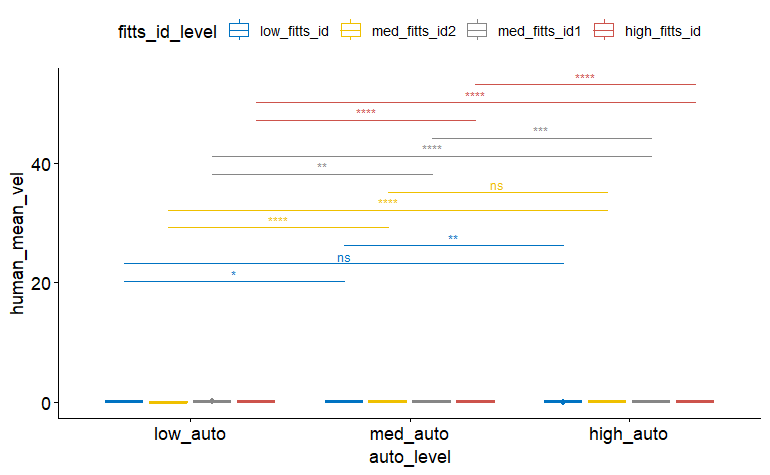 fitts_id_level low_fitts_id med_fitts_id2 med_fitts_id1 high_fitts_id
****
****
****
***
****
**
ns
****
****
**
ns
*
human_mean_vel
40
20
0
low_auto med_auto high_auto
auto_level